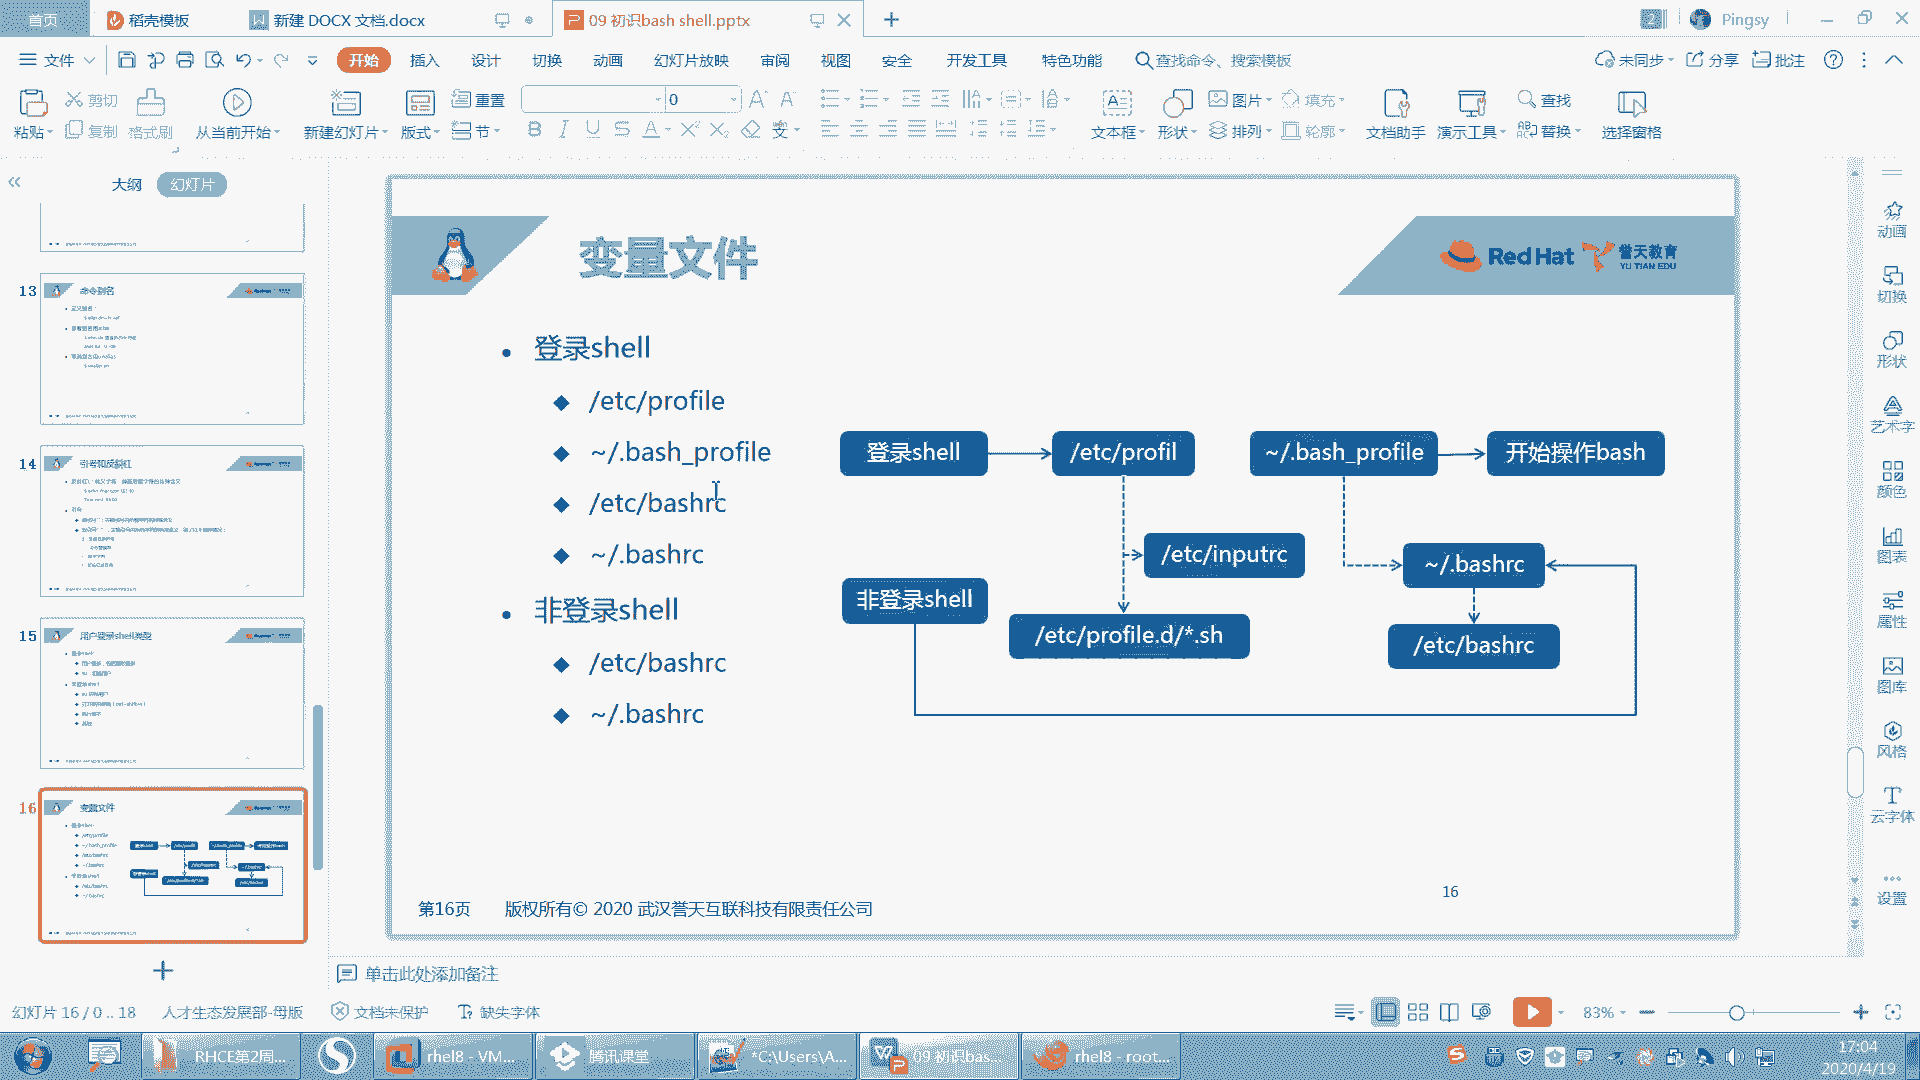 首页
稻壳模板
新建 DOCX 文档.docx
09 初识bash shell.pptx
2
Pingsy
文件
开始
插入
设计
切换
动画
幻灯片放映
审阅
视图
安全
开发工具
特色功能
查找命令、搜索模板
未同步
分享
批注
粘贴
剪切
复制
格式刷
从当前开始
新建幻灯片
版式
重置
节
0
文本框
形状
图片
排列
填充
轮廓
文档助手
演示工具
查找
替换
选择窗格
大纲
幻灯片
13
命令别名
14
引号和反斜杠
15
用户登录shell类型
16
变量文件
变量文件
Red Hat
誉天教育
YU TIAN EDU
登录shell
/etc/profile
~/.bash_profile
/etc/bashrc
~/.bashrc
非登录shell
/etc/bashrc
~/.bashrc
登录shell
/etc/profil
~/.bash_profile
开始操作bash
/etc/inputrc
~/.bashrc
非登录shell
/etc/profile.d/*.sh
/etc/bashrc
16
第16页
版权所有© 2020 武汉誉天互联科技有限责任公司
单击此处添加备注
动画
切换
形状
艺术字
颜色
图表
属性
图库
风格
云字体
设置
幻灯片 16 / 0 .. 18
人才生态发展部-母版
文档未保护
缺失字体
83%
RHCE第2周...
rhel8 - VM...
腾讯课堂
*C:\Users\A...
09 初识bas...
rhel8 - root...
17:04
2020/4/19